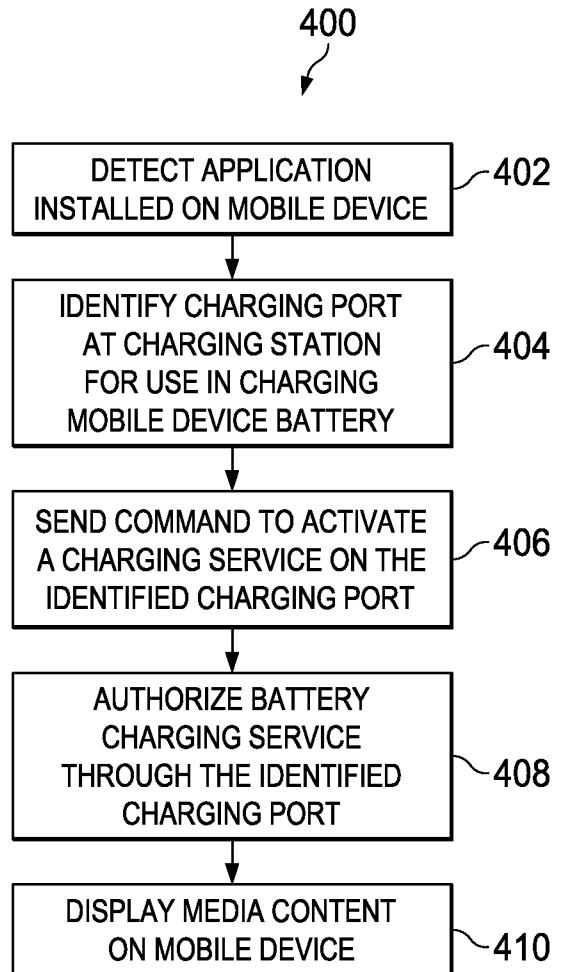 400
DETECT APPLICATION
INSTALLED ON MOBILE DEVICE
402
IDENTIFY CHARGING PORT
AT CHARGING STATION
FOR USE IN CHARGING
MOBILE DEVICE BATTERY
404
SEND COMMAND TO ACTIVATE
A CHARGING SERVICE ON THE
IDENTIFIED CHARGING PORT
406
AUTHORIZE BATTERY
CHARGING SERVICE
THROUGH THE IDENTIFIED
CHARGING PORT
408
DISPLAY MEDIA CONTENT
ON MOBILE DEVICE
410